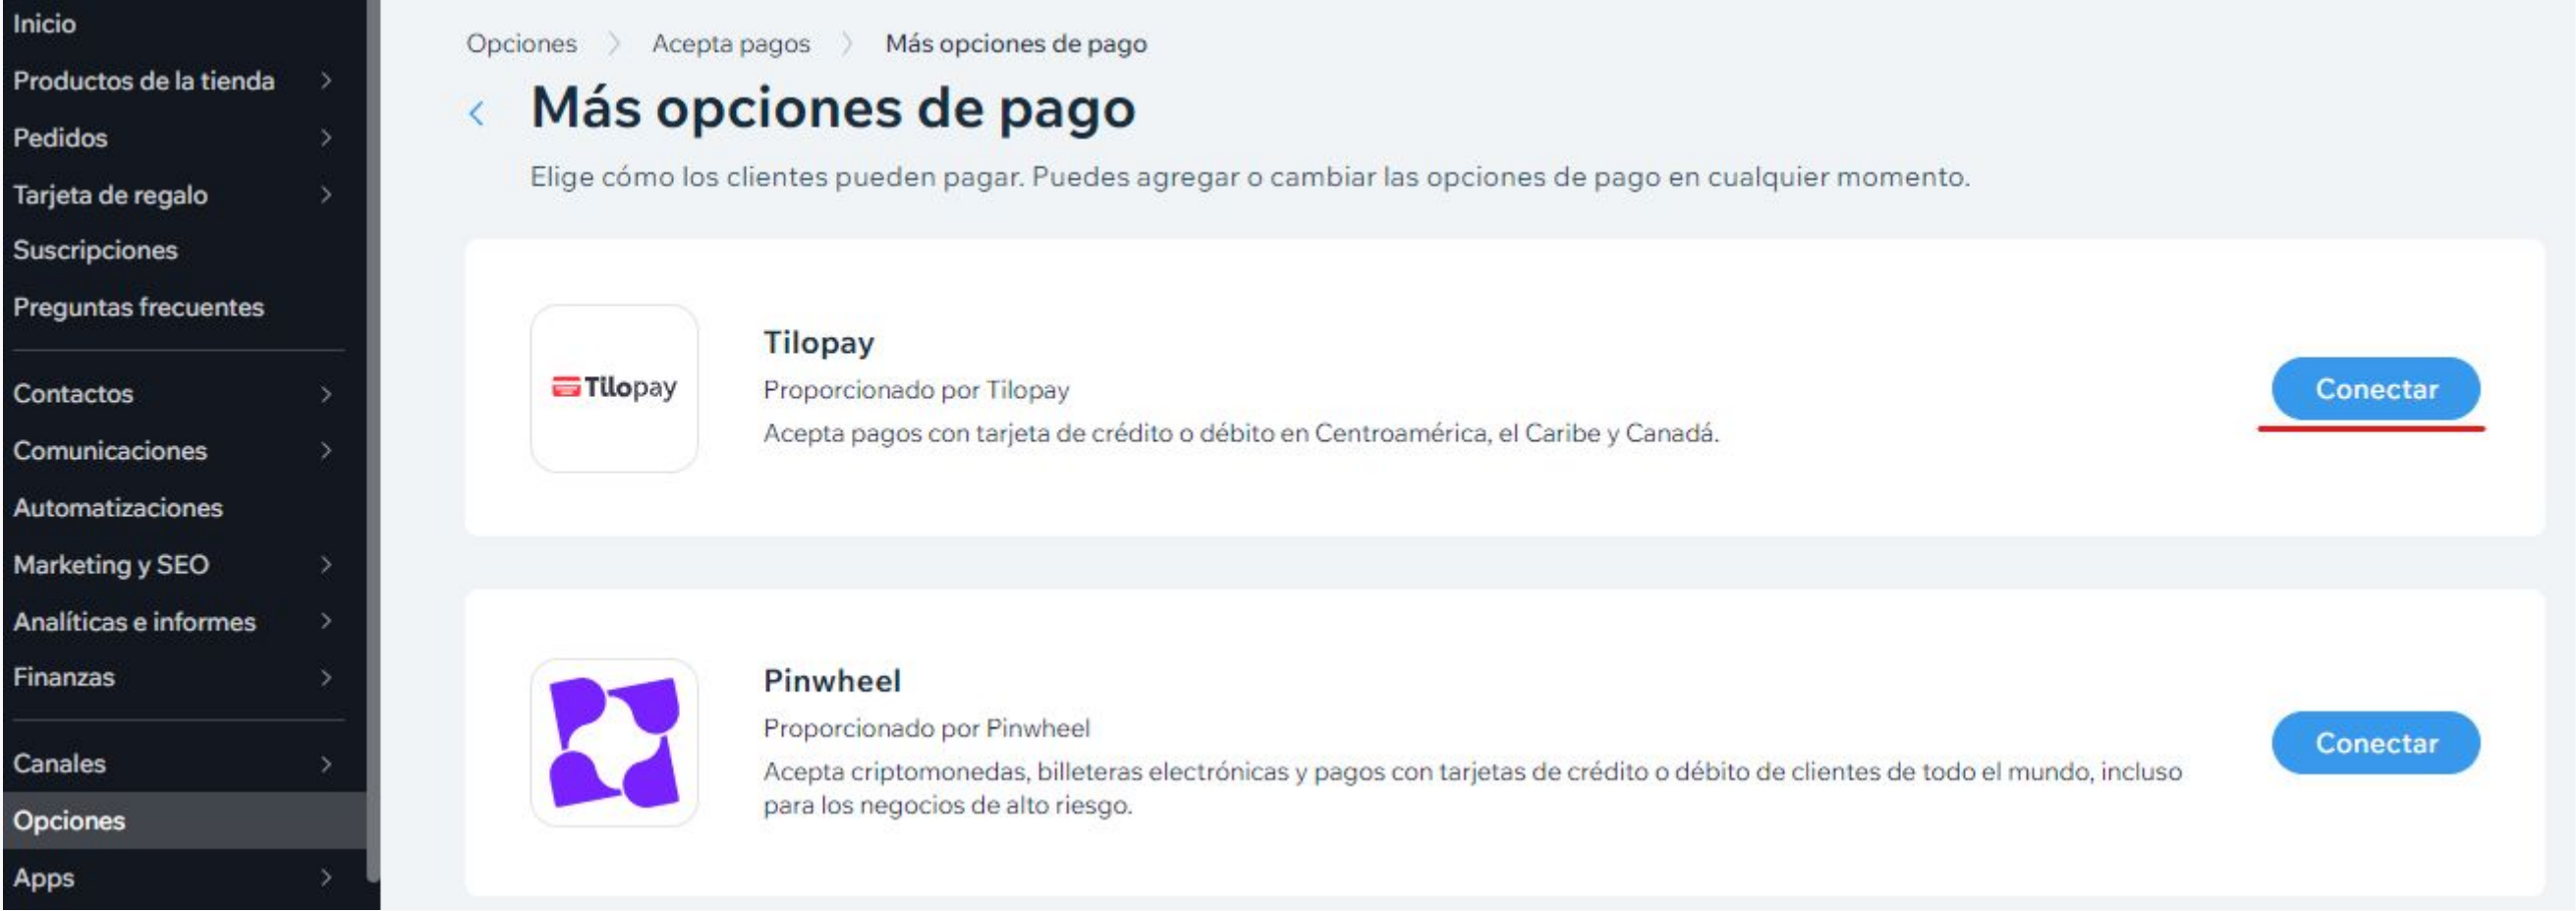 Inicio
Productos de la tienda
Pedidos
Tarjeta de regalo
Suscripciones
Preguntas frecuentes
Contactos
Comunicaciones
Automatizaciones
Marketing y SEO
Analíticas e informes
Finanzas
Canales
Opciones
Apps
Opciones > Acepta pagos > Más opciones de pago
Más opciones de pago
Elige cómo los clientes pueden pagar. Puedes agregar o cambiar las opciones de pago en cualquier momento.
Tilopay
Tilopay
Proporcionado por Tilopay
Acepta pagos con tarjeta de crédito o débito en Centroamérica, el Caribe y Canadá.
Conectar
Pinwheel
Proporcionado por Pinwheel
Acepta criptomonedas, billeteras electrónicas y pagos con tarjetas de crédito o débito de clientes de todo el mundo, incluso
para los negocios de alto riesgo.
Conectar